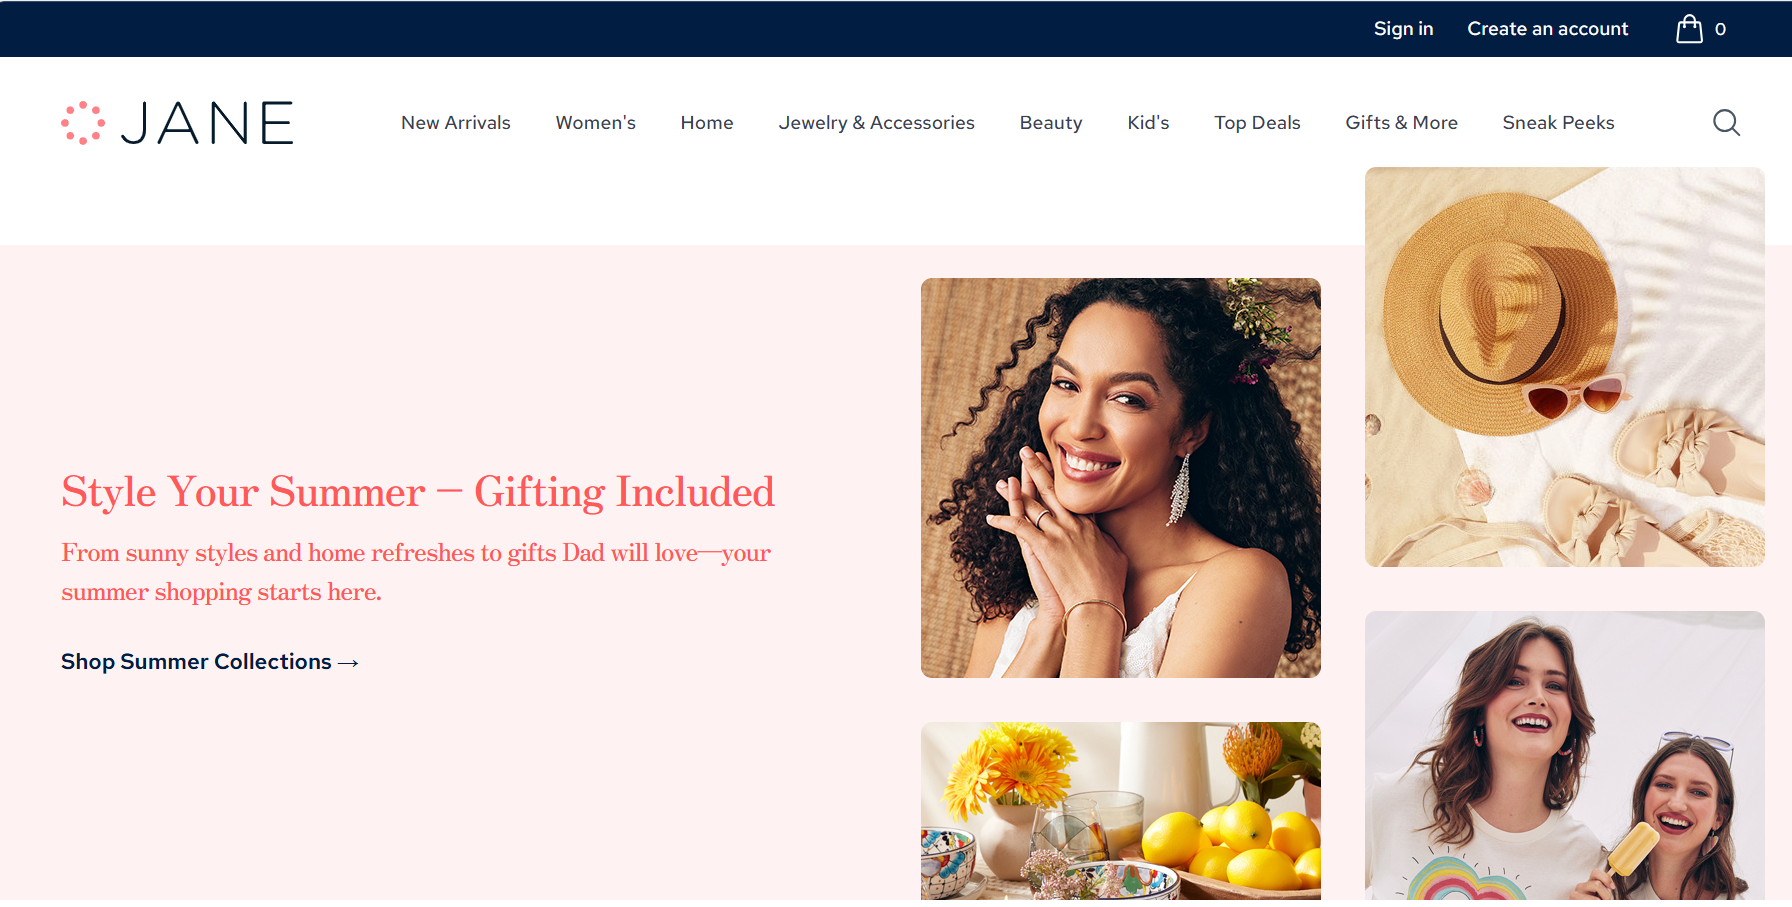 Sign in
Create an account
0
JANE
New Arrivals
Women's
Home
Jewelry & Accessories
Beauty
Kid's
Top Deals
Gifts & More
Sneak Peeks
Style Your Summer – Gifting Included
From sunny styles and home refreshes to gifts Dad will love—your
summer shopping starts here.
Shop Summer Collections →